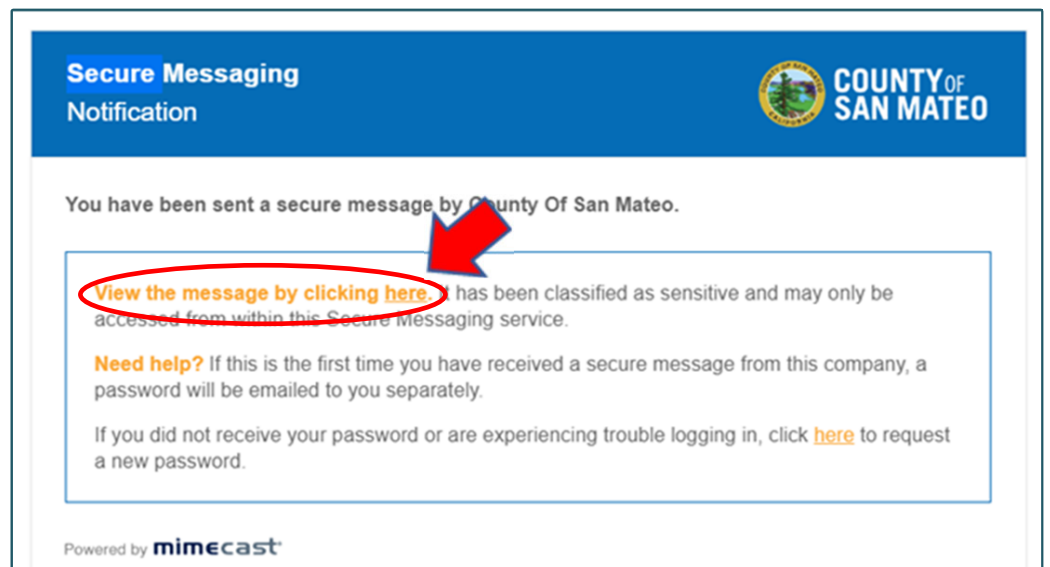 Secure Messaging
Notification
COUNTY OF
SAN MATEO
You have been sent a secure message by County Of San Mateo.
View the message by clicking here. It has been classified as sensitive and may only be
accessed from within this Secure Messaging service.
Need help? If this is the first time you have received a secure message from this company, a
password will be emailed to you separately.
If you did not receive your password or are experiencing trouble logging in, click here to request
a new password.
Powered by mimecast